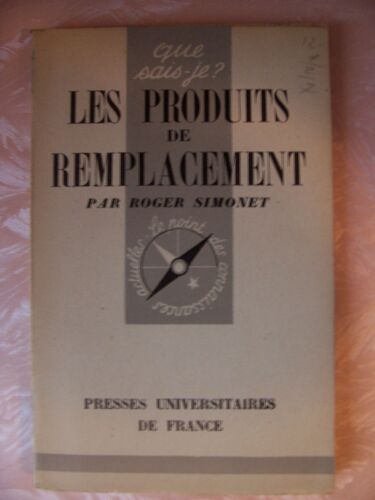 que
sais-je?
LES PRODUITS
DE
REMPLACEMENT
PAR ROGER SIMONET
le point des connaissances actuelles
PRESSES UNIVERSITAIRES
DE FRANCE